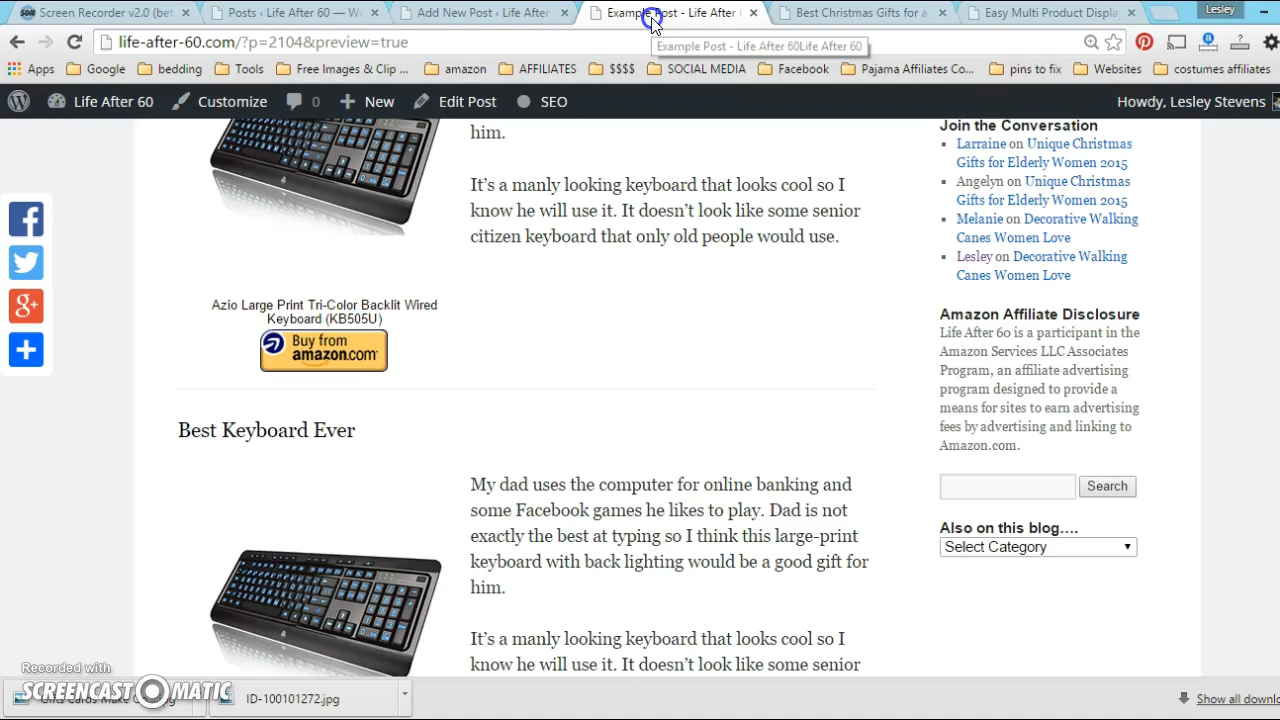 Screen Recorder v2.0 (bet
Posts ‹ Life After 60 — Wo
Add New Post ‹ Life After
Example Post - Life After
Best Christmas Gifts for a
Easy Multi Product Displa
Lesley
life-after-60.com/?p=2104&preview=true
Example Post - Life After 60Life After 60
Apps
Google
bedding
Tools
Free Images & Clip ...
amazon
AFFILIATES
$$$$
SOCIAL MEDIA
Facebook
Pajama Affiliates Co...
pins to fix
Websites
costumes affiliates
Life After 60
Customize
0
New
Edit Post
SEO
Howdy, Lesley Stevens
him.
It's a manly looking keyboard that looks cool so I
know he will use it. It doesn't look like some senior
citizen keyboard that only old people would use.
Azio Large Print Tri-Color Backlit Wired
Keyboard (KB505U)
Buy from
amazon.com
Best Keyboard Ever
My dad uses the computer for online banking and
some Facebook games he likes to play. Dad is not
exactly the best at typing so I think this large-print
keyboard with back lighting would be a good gift for
him.
It's a manly looking keyboard that looks cool so I
know he will use it. It doesn't look like some senior
Join the Conversation
Larraine on Unique Christmas
Gifts for Elderly Women 2015
Angelyn on Unique Christmas
Gifts for Elderly Women 2015
Melanie on Decorative Walking
Canes Women Love
Lesley on Decorative Walking
Canes Women Love
Amazon Affiliate Disclosure
Life After 60 is a participant in the
Amazon Services LLC Associates
Program, an affiliate advertising
program designed to provide a
means for sites to earn advertising
fees by advertising and linking to
Amazon.com.
Search
Also on this blog....
Select Category
Recorded with
SCREENCAST MATIC
ID-100101272.jpg
Show all downlo